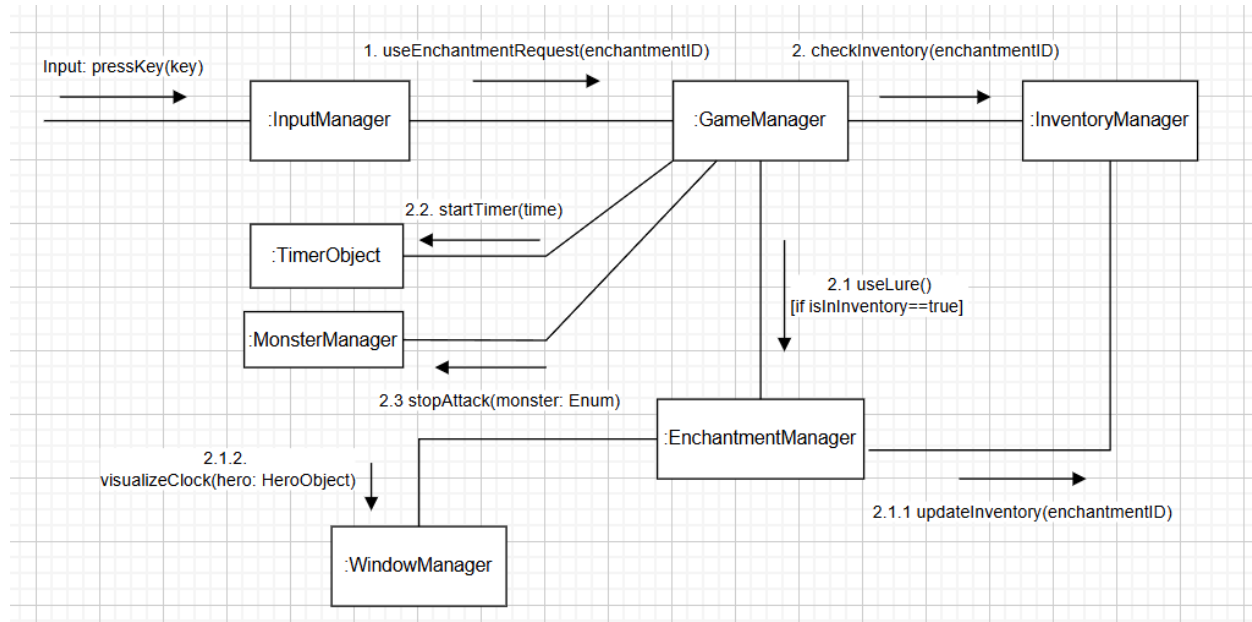 1. useEnchantmentRequest(enchantmentID)
2. checkInventory(enchantmentID)
Input: pressKey(key)
:InputManager
:GameManager
:InventoryManager
2.2. startTimer(time)
:TimerObject
2.1 useLure()
[if isInInventory==true]
:MonsterManager
2.3 stopAttack(monster: Enum)
:EnchantmentManager
2.1.2.
visualizeClock(hero: HeroObject)
2.1.1 updateInventory(enchantmentID)
:WindowManager